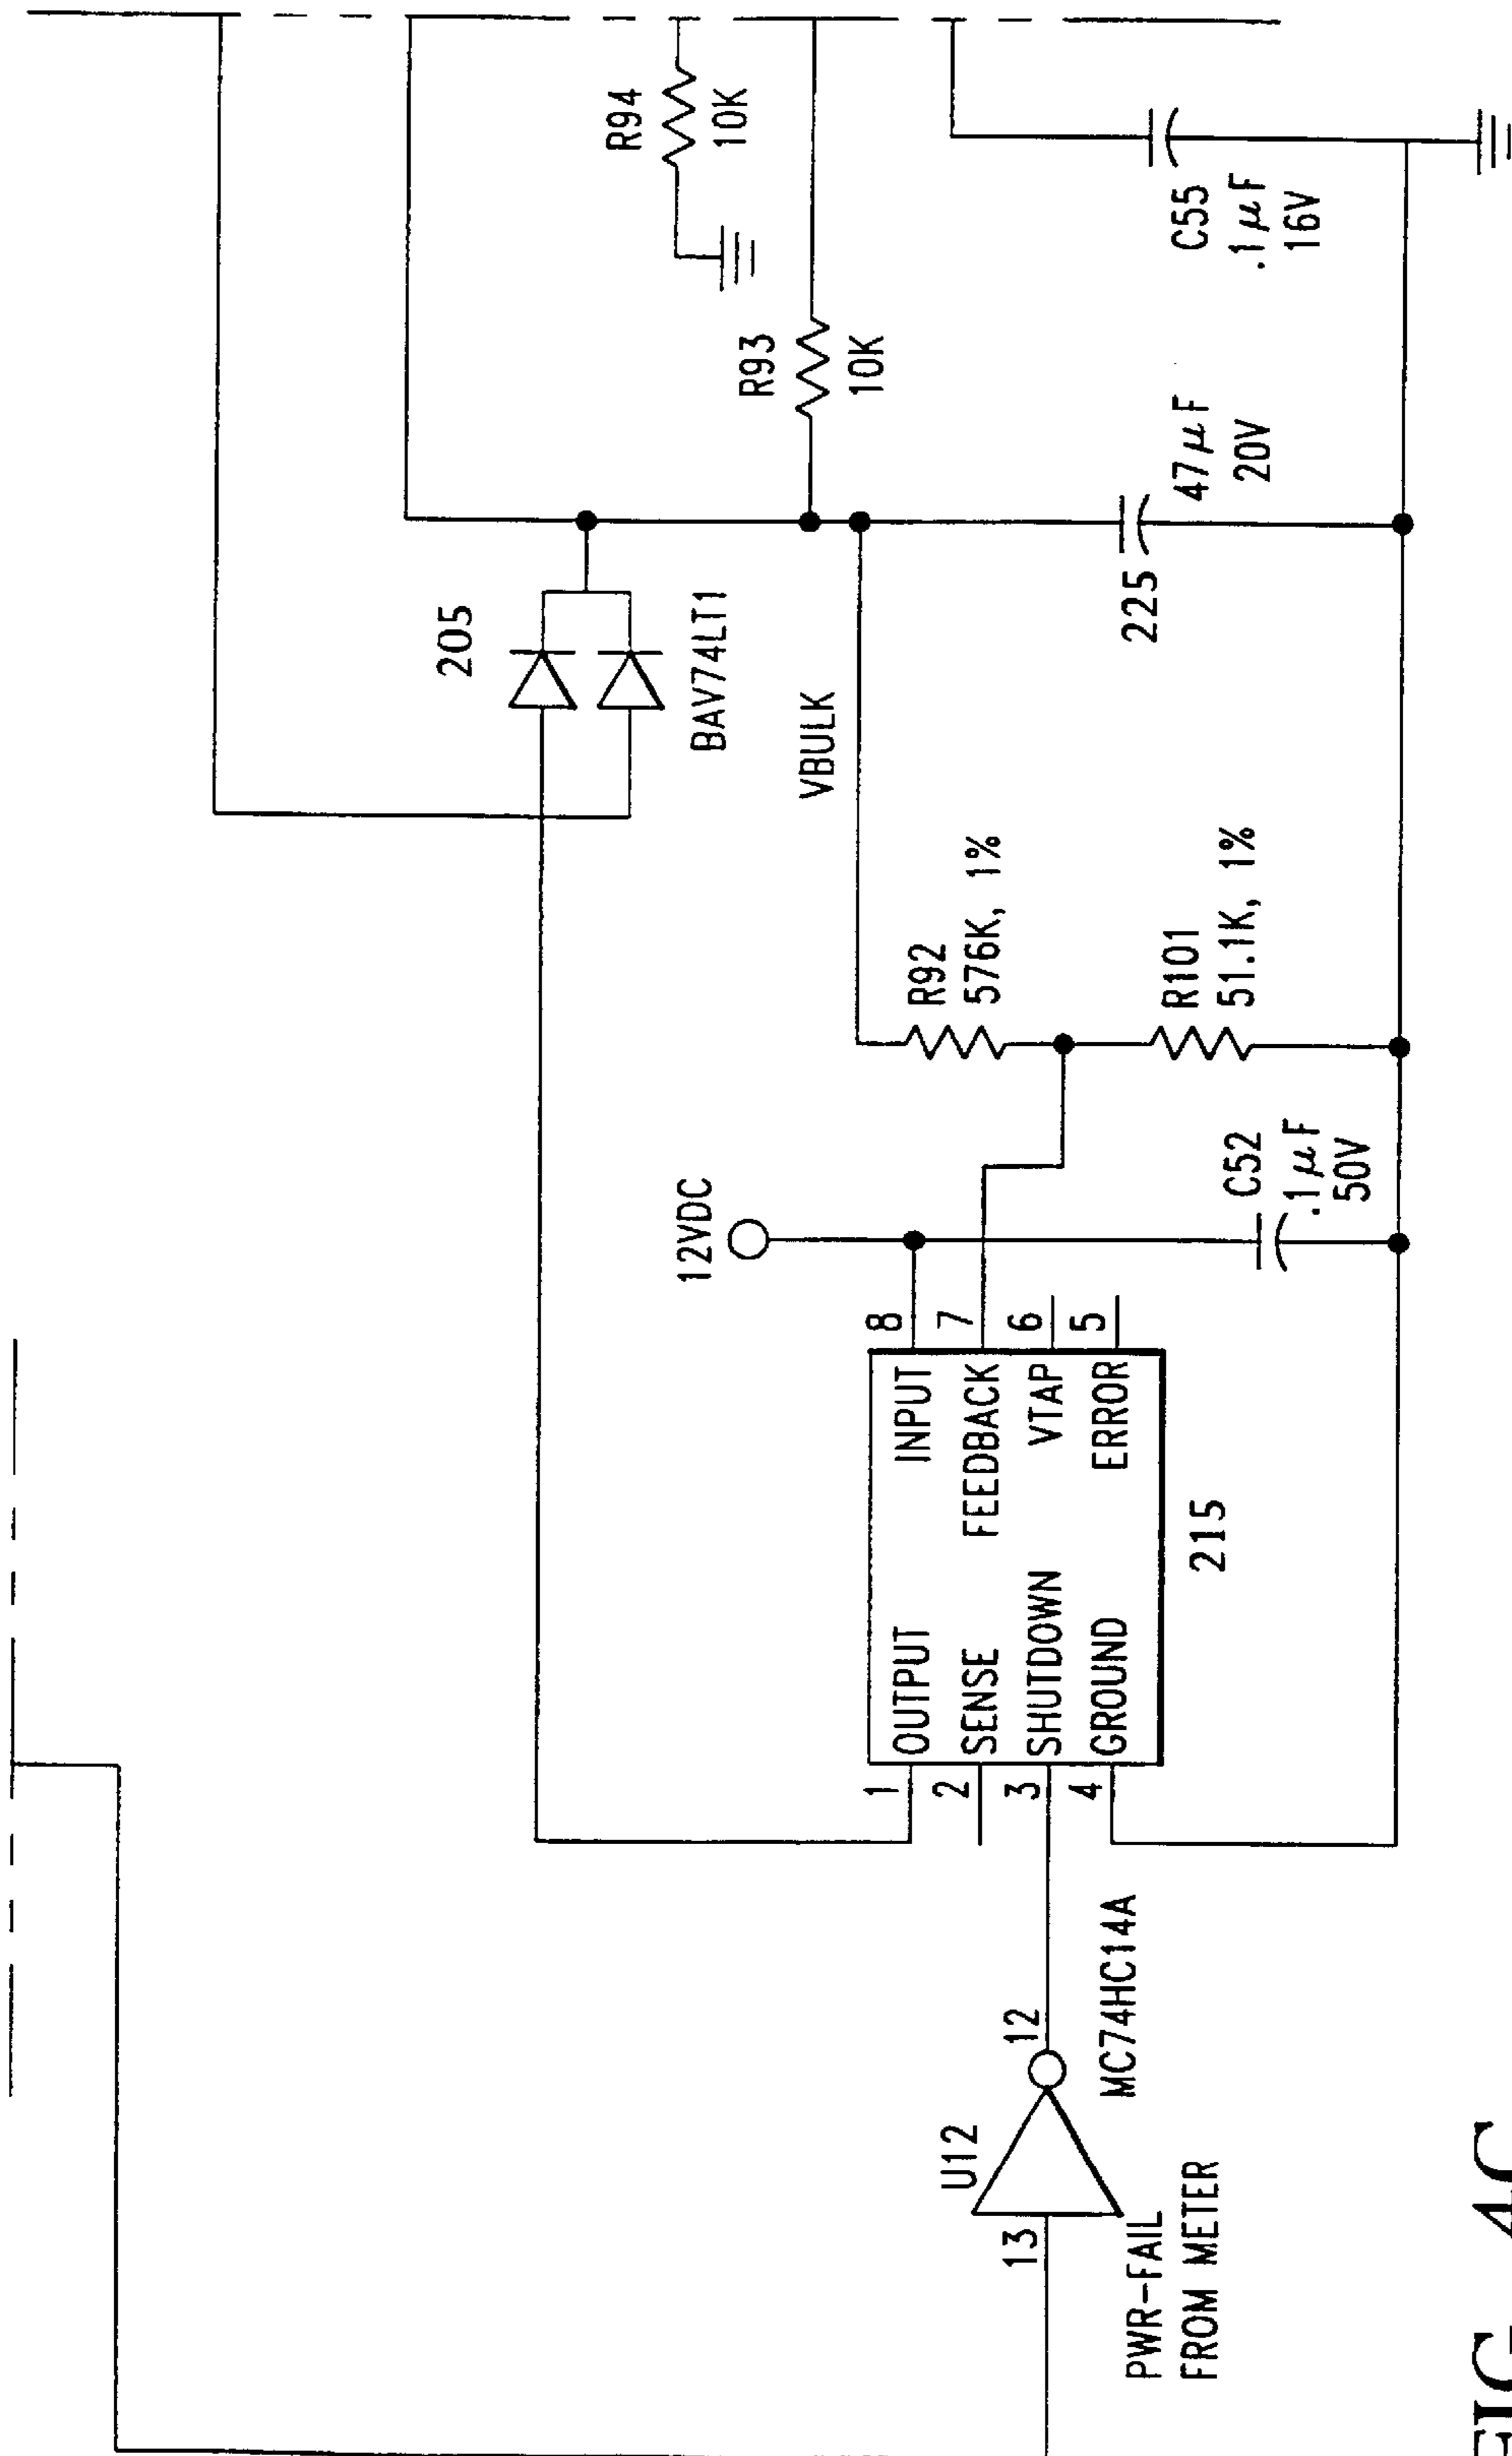 R94
10K
R93
10K
C55
.1μF
16V
205
BAV74LT1
VBULK
225
47μF
20V
R92
576K, 1%
R101
51.1K, 1%
12VDC
C52
.1μF
50V
8
7
6
5
INPUT
FEEDBACK
VTAP
ERROR
OUTPUT
SENSE
SHUTDOWN
GROUND
1
2
3
4
215
U12
13
12
MC74HC14A
PWR-FAIL
FROM METER
FIG. 4C